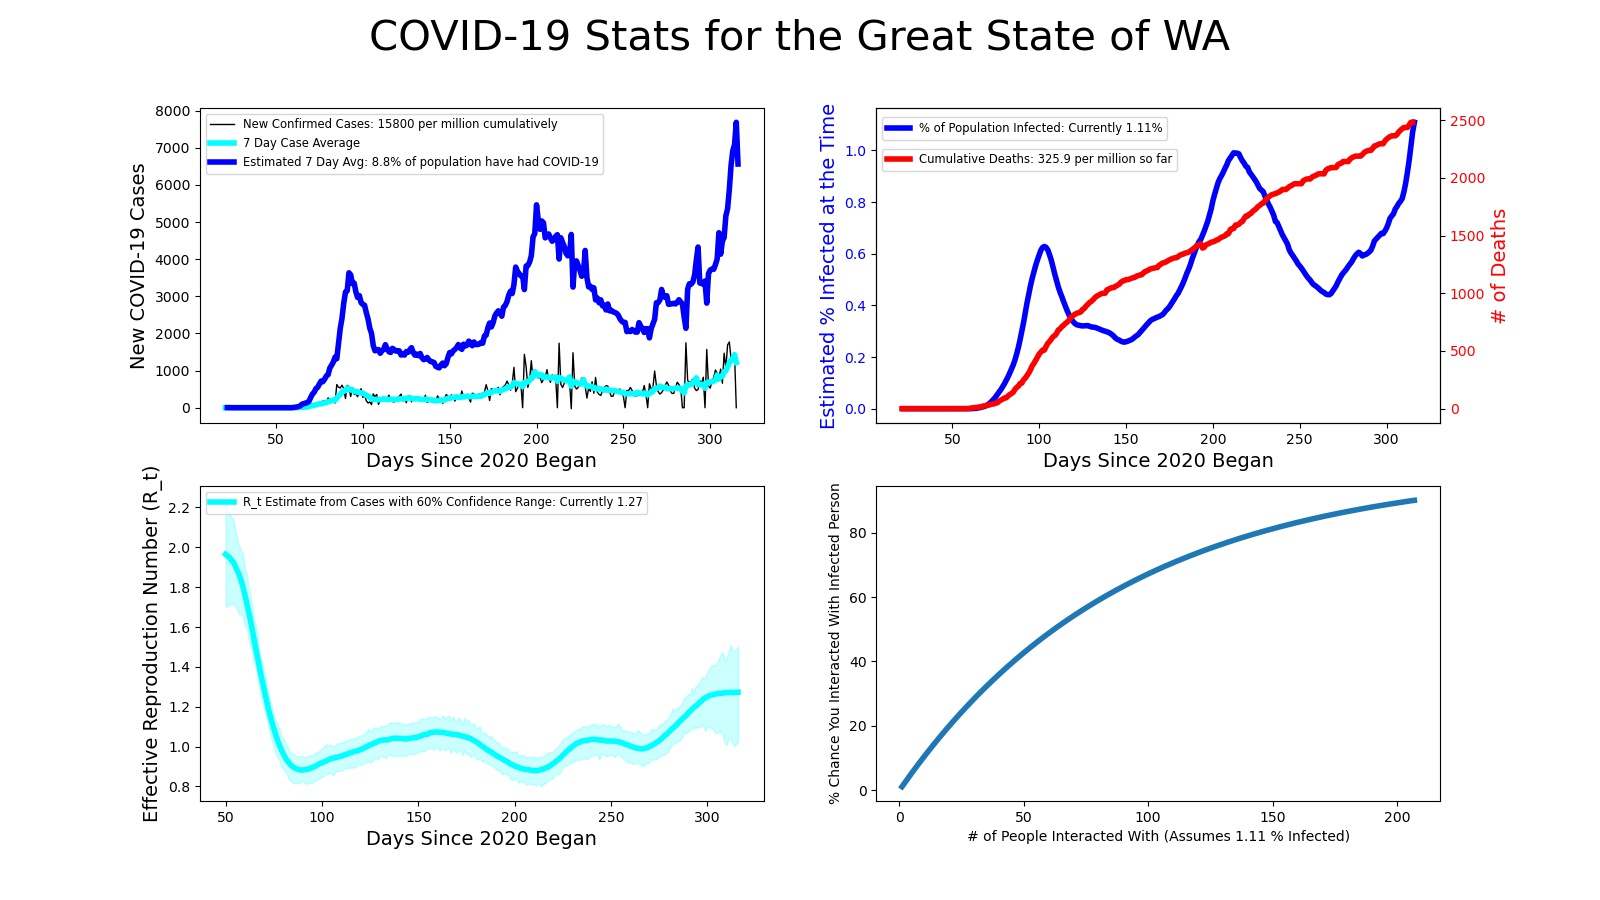 COVID-19 Stats for the Great State of WA
New COVID-19 Cases
8000
7000
6000
5000
4000
3000
2000
1000
0
New Confirmed Cases: 15800 per million cumulatively
7 Day Case Average
Estimated 7 Day Avg: 8.8% of population have had COVID-19
50 100 150 200 250 300
Days Since 2020 Began
Estimated % Infected at the Time
1.0
0.8
0.6
0.4
0.2
0.0
% of Population Infected: Currently 1.11%
Cumulative Deaths: 325.9 per million so far
2500
2000
1500
1000
500
0
# of Deaths
50 100 150 200 250 300
Days Since 2020 Began
Effective Reproduction Number (R_t)
2.2
2.0
1.8
1.6
1.4
1.2
1.0
0.8
R_t Estimate from Cases with 60% Confidence Range: Currently 1.27
50 100 150 200 250 300
Days Since 2020 Began
% Chance You Interacted With Infected Person
80
60
40
20
0
0 50 100 150 200
# of People Interacted With (Assumes 1.11 % Infected)